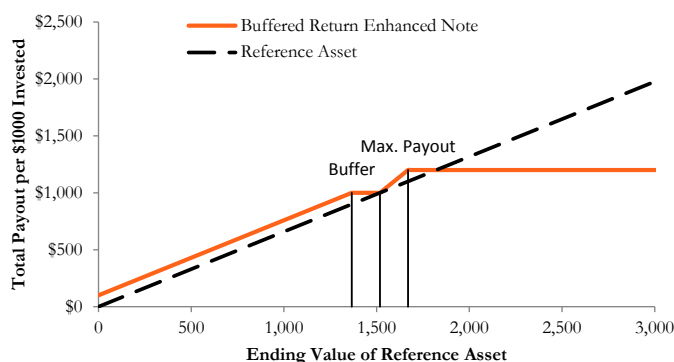 $2,500
Buffered Return Enhanced Note
Reference Asset
$2,000
$1,500
Max. Payout
Buffer
$1,000
$500
$0
0
500
1,000
1,500
2,000
2,500
3,000
Total Payout per $1000 Invested
Ending Value of Reference Asset